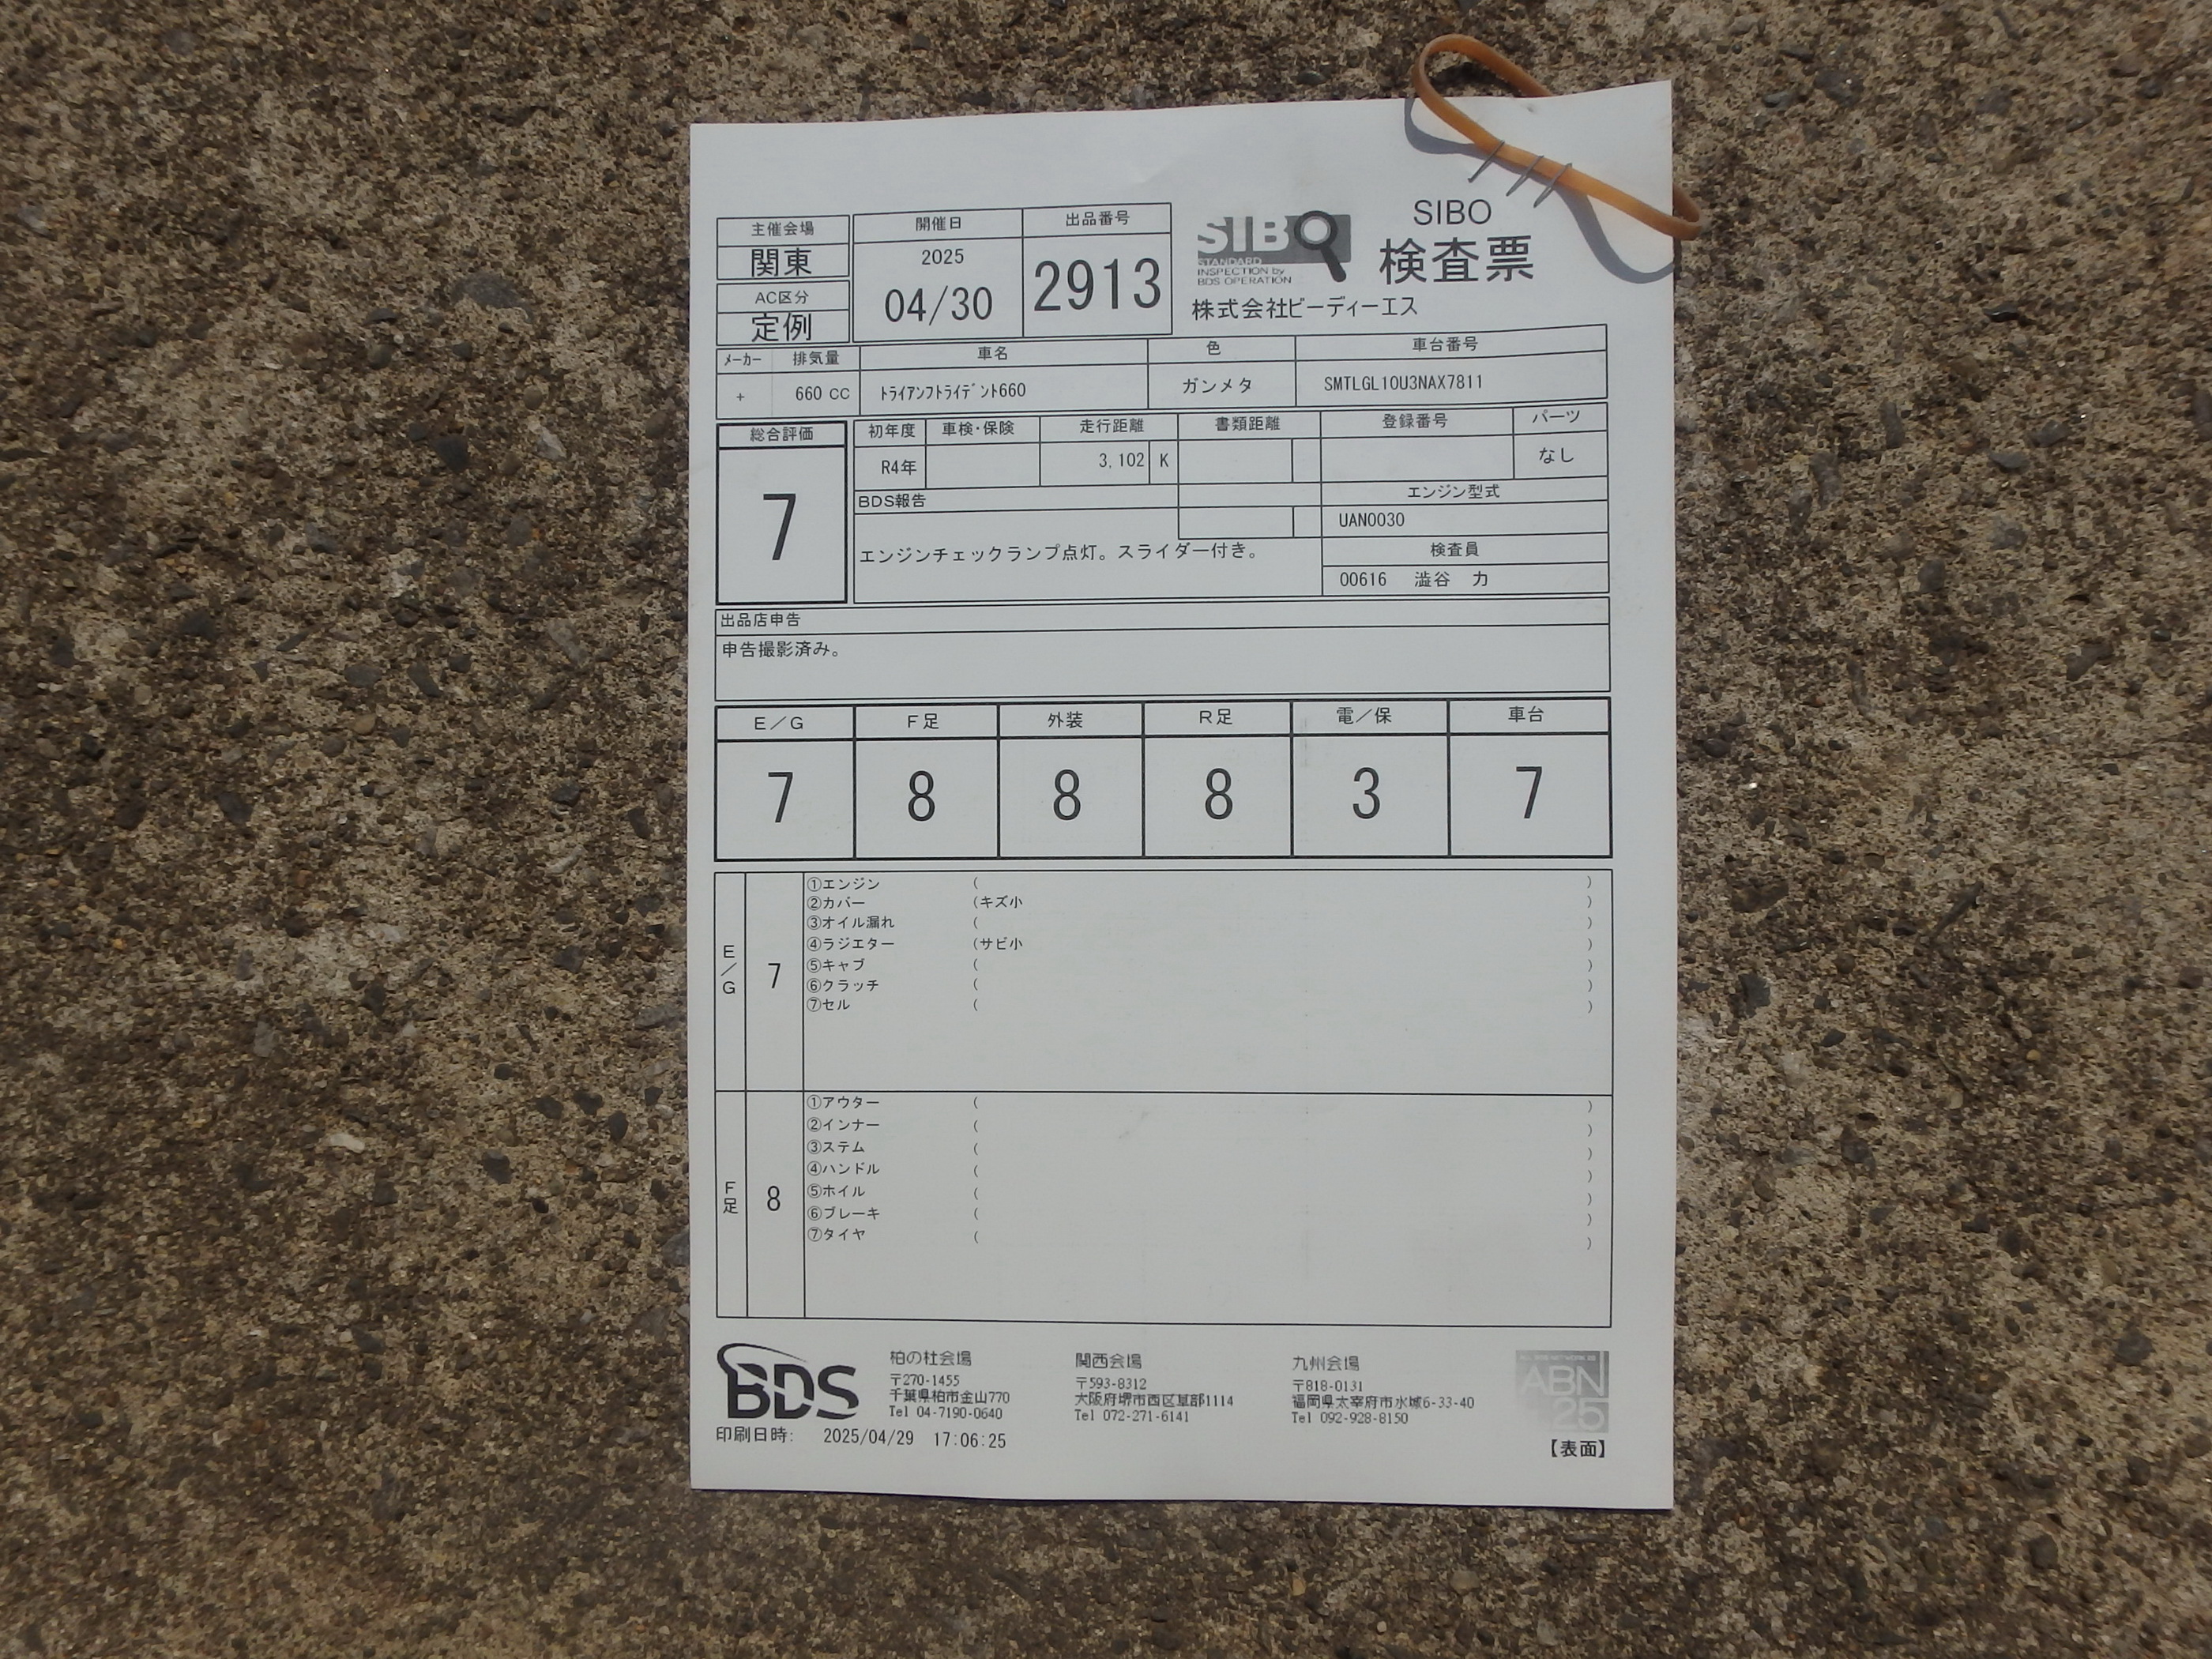 主催会場
関東
AC区分
定例
開催日
2025
04/30
出品番号
2913
SIBO
STANDARD
INSPECTION by
BDS OPERATION
SIBO
検査票
株式会社ビーディーエス
メーカー 排気量 車名 色 車台番号
+ 660 CC トライアンフトライデント660 ガンメタ SMTLGL10U3NAX7811
総合評価
7
初年度 車検・保険 走行距離 書類距離 登録番号 パーツ
R4年 3,102 K なし
BDS報告
エンジンチェックランプ点灯。スライダー付き。
エンジン型式
UAN0030
検査員
00616 澁谷 力
出品店申告
申告撮影済み。
E/G F足 外装 R足 電/保 車台
7 8 8 8 3 7
E/G 7
①エンジン ( )
②カバー (キズ小 )
③オイル漏れ ( )
④ラジエター (サビ小 )
⑤キャブ ( )
⑥クラッチ ( )
⑦セル ( )
F足 8
①アウター ( )
②インナー ( )
③ステム ( )
④ハンドル ( )
⑤ホイル ( )
⑥ブレーキ ( )
⑦タイヤ ( )
BDS
柏の杜会場
〒270-1455
千葉県柏市金山770
Tel 04-7190-0640
関西会場
〒593-8312
大阪府堺市西区草部1114
Tel 072-271-6141
九州会場
〒818-0131
福岡県太宰府市水城6-33-40
Tel 092-928-8150
ABN
25
印刷日時: 2025/04/29 17:06:25
【表面】